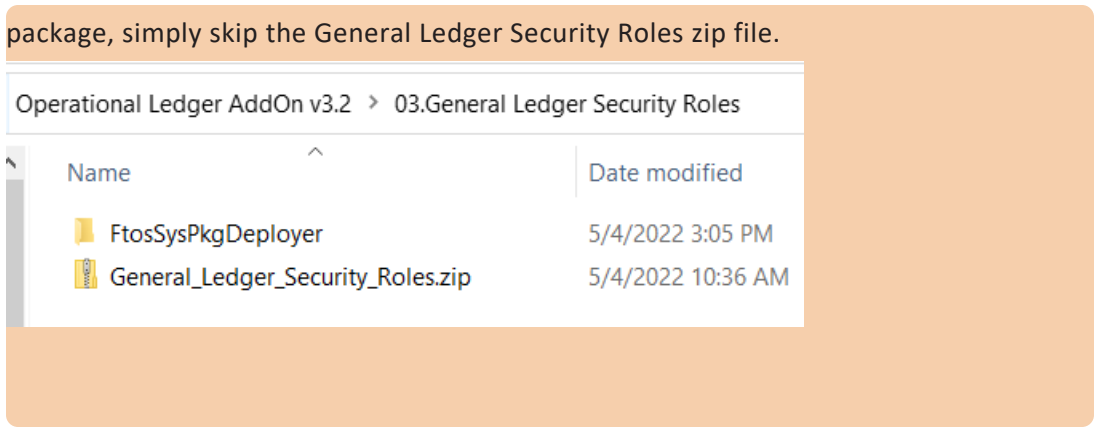 package, simply skip the General Ledger Security Roles zip file.
Operational Ledger AddOn v3.2 > 03.General Ledger Security Roles
Name Date modified
FtosSysPkgDeployer 5/4/2022 3:05 PM
General_Ledger_Security_Roles.zip 5/4/2022 10:36 AM